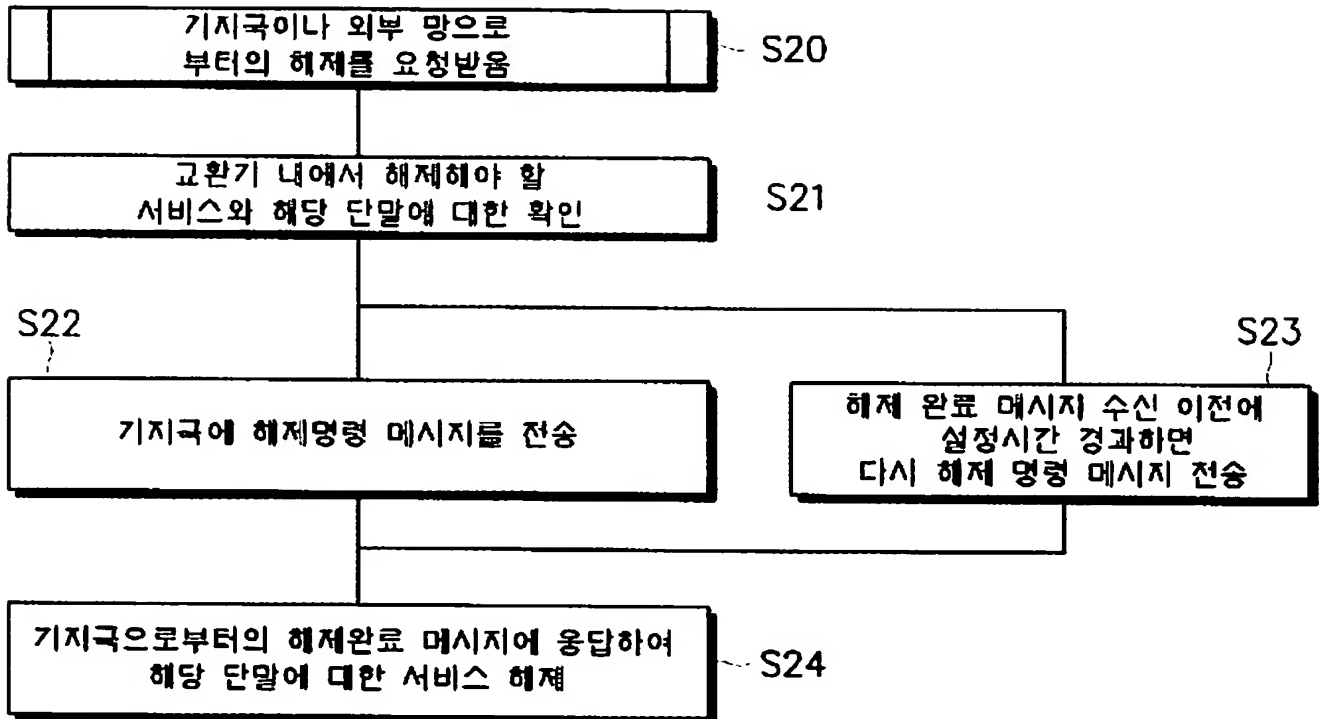 기지국이나 외부 망으로
부터의 해제를 요청받음
S20
교환기 내에서 해제해야 할
서비스와 해당 단말에 대한 확인
S21
S22
기지국에 해제명령 메시지를 전송
S23
해제 완료 메시지 수신 이전에
설정시간 경과하면
다시 해제 명령 메시지 전송
기지국으로부터의 해제완료 메시지에 응답하여
해당 단말에 대한 서비스 해제
S24